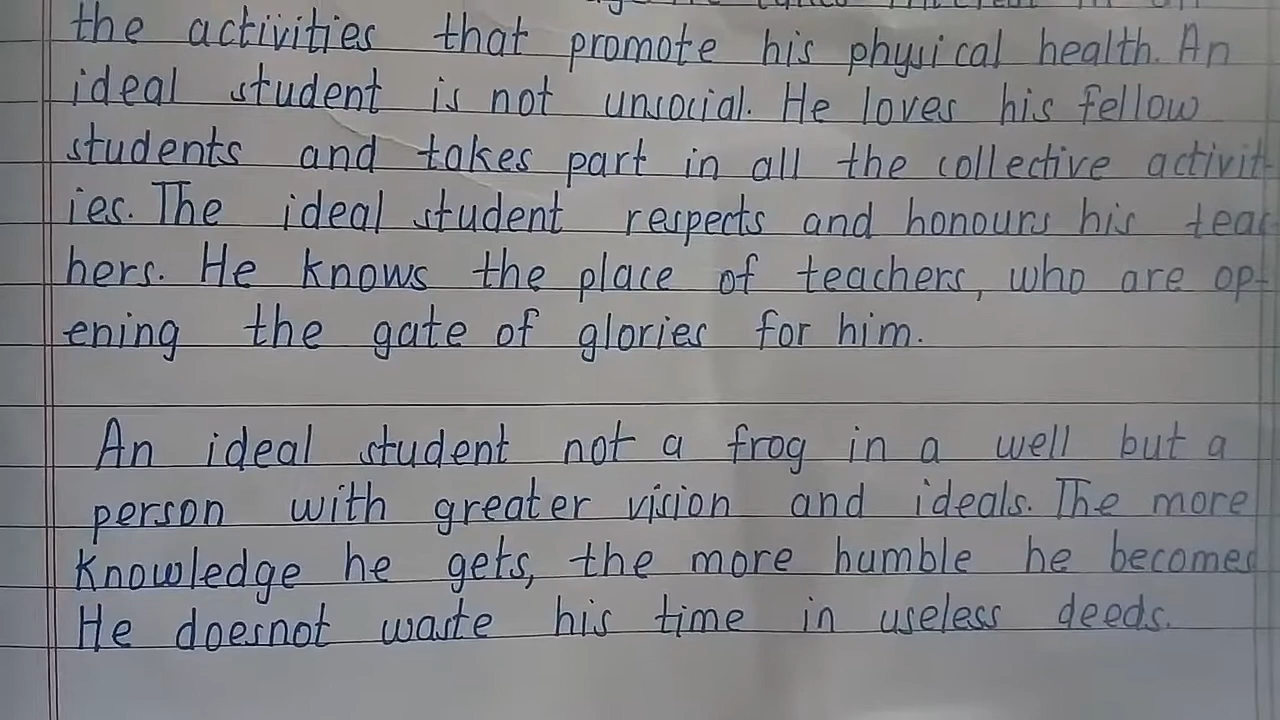 the activities that promote his physical health. An
ideal student is not unsocial. He loves his fellow
students and takes part in all the collective activit-
ies. The ideal student respects and honours his teac
hers. He knows the place of teachers, who are op-
ening the gate of glories for him.
An ideal student not a frog in a well but a
person with greater vision and ideals. The more
knowledge he gets, the more humble he becomes
He doesnot waste his time in useless deeds.